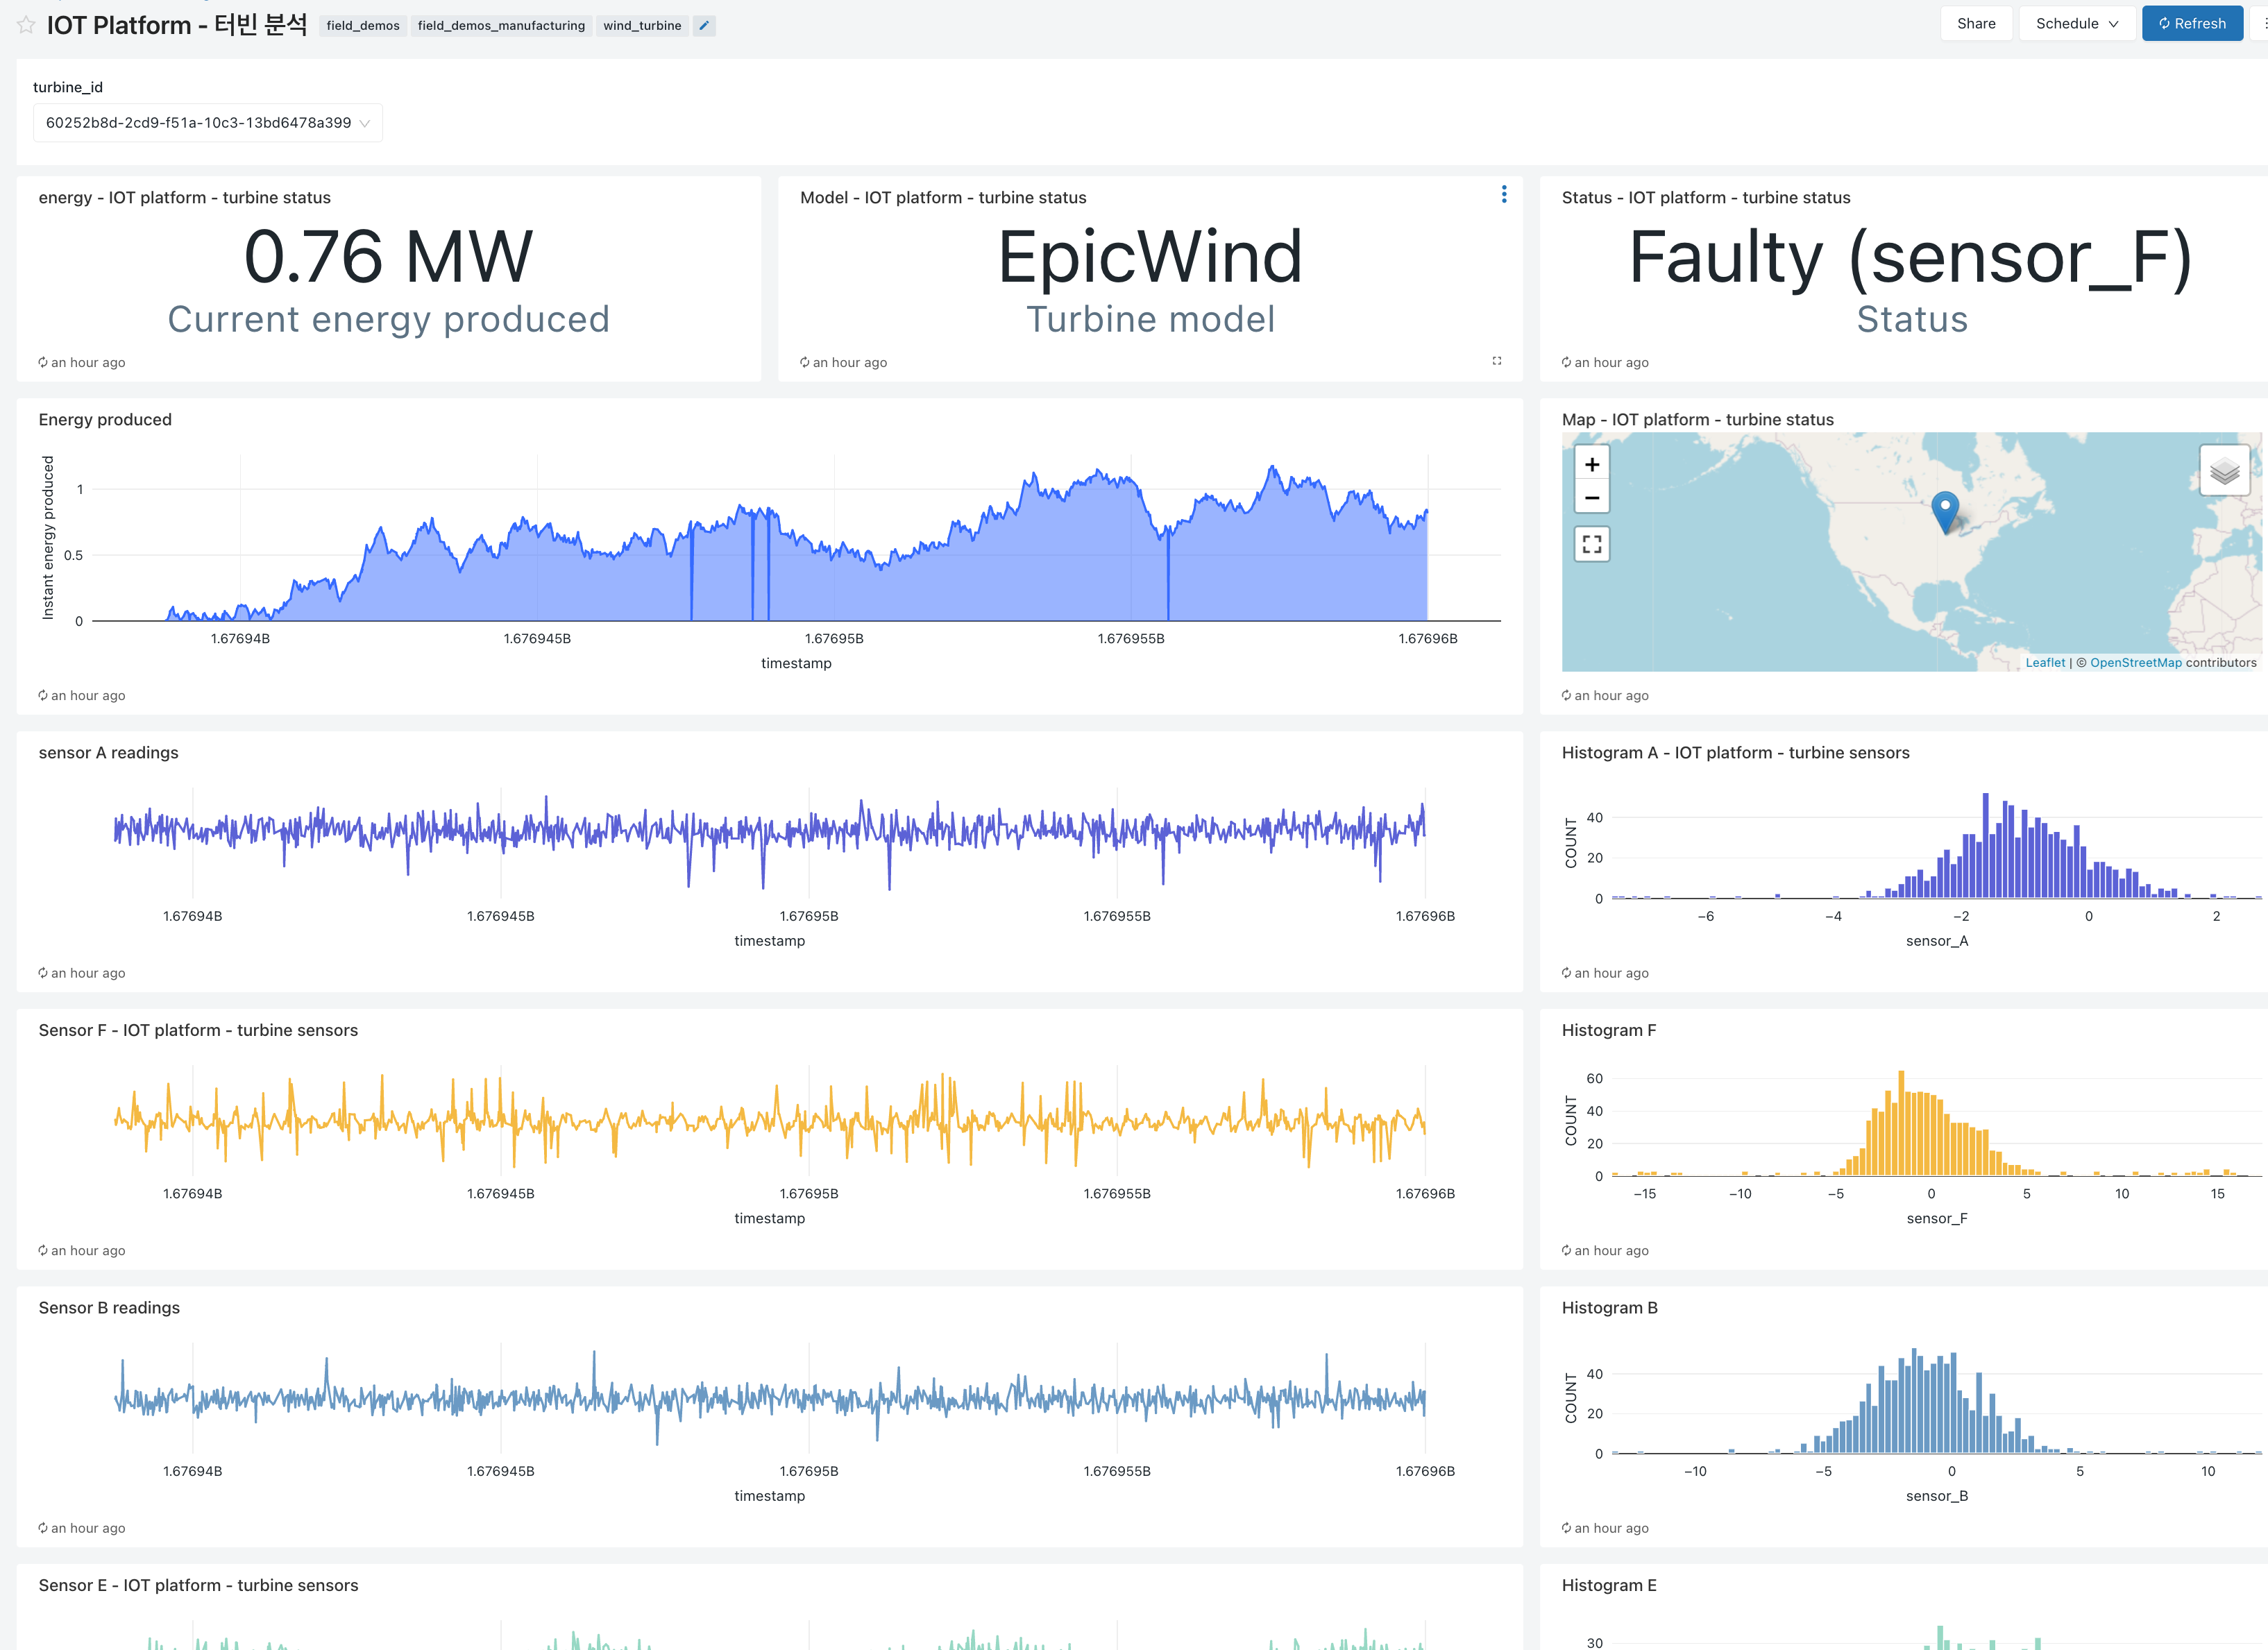 IOT Platform - 터빈 분석 field_demos field_demos_manufacturing wind_turbine Share Schedule Refresh
turbine_id
60252b8d-2cd9-f51a-10c3-13bd6478a399
energy - IOT platform - turbine status
0.76 MW
Current energy produced
an hour ago
Model - IOT platform - turbine status
EpicWind
Turbine model
an hour ago
Status - IOT platform - turbine status
Faulty (sensor_F)
Status
an hour ago
Energy produced
Instant energy produced
1
0.5
0
1.67694B 1.676945B 1.67695B 1.676955B 1.67696B
timestamp
an hour ago
Map - IOT platform - turbine status
+
−
Leaflet | © OpenStreetMap contributors
an hour ago
sensor A readings
1.67694B 1.676945B 1.67695B 1.676955B 1.67696B
timestamp
an hour ago
Histogram A - IOT platform - turbine sensors
COUNT
40
20
0
−6 −4 −2 0 2
sensor_A
an hour ago
Sensor F - IOT platform - turbine sensors
1.67694B 1.676945B 1.67695B 1.676955B 1.67696B
timestamp
an hour ago
Histogram F
COUNT
60
40
20
0
−15 −10 −5 0 5 10 15
sensor_F
an hour ago
Sensor B readings
1.67694B 1.676945B 1.67695B 1.676955B 1.67696B
timestamp
an hour ago
Histogram B
COUNT
40
20
0
−10 −5 0 5 10
sensor_B
an hour ago
Sensor E - IOT platform - turbine sensors
Histogram E
30